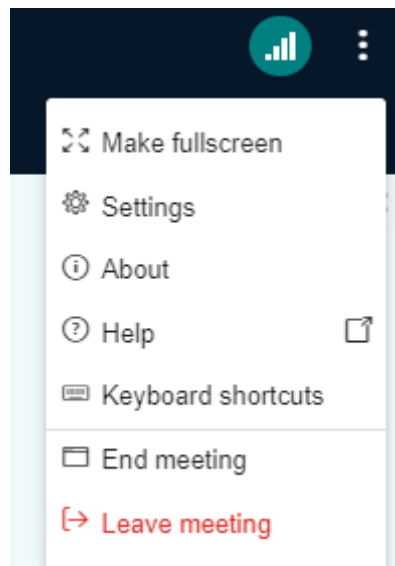 Make fullscreen
Settings
About
Help
Keyboard shortcuts
End meeting
Leave meeting